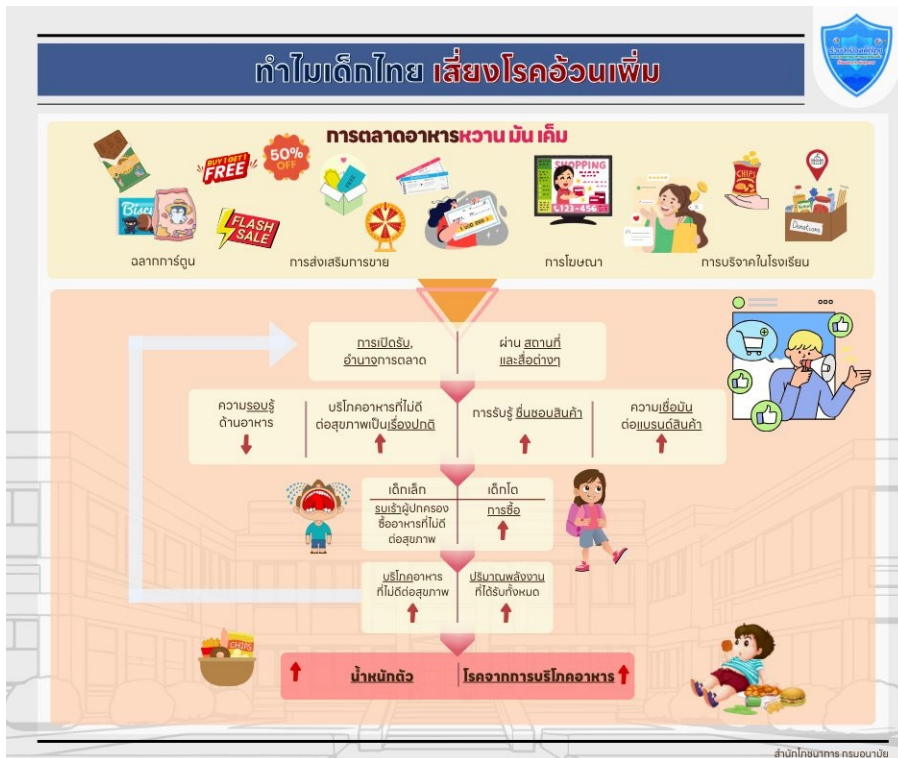 ทำไมเด็กไทย เสี่ยงโรคอ้วนเพิ่ม
การตลาดอาหารหวาน มัน เค็ม
BUY 1 GET 1
FREE
50%
OFF
FREE
SHOPPING
CHIPS
Biscu
FLASH
SALE
123-456
Donations
ฉลากการ์ตูน
การส่งเสริมการขาย
การโฆษณา
การบริจาคในโรงเรียน
การเปิดรับ,
อำนาจการตลาด
ผ่าน สถานที่
และสื่อต่างๆ
ความรอบรู้
ด้านอาหาร
บริโภคอาหารที่ไม่ดี
ต่อสุขภาพเป็นเรื่องปกติ
การรับรู้ ชื่นชอบสินค้า
ความเชื่อมัน
ต่อแบรนด์สินค้า
เด็กเล็ก
รบเร้าผู้ปกครอง
ซื้ออาหารที่ไม่ดี
ต่อสุขภาพ
เด็กโต
การซื้อ
บริโภคอาหาร
ที่ไม่ดีต่อสุขภาพ
ปริมาณพลังงาน
ที่ได้รับทั้งหมด
CHIPS
น้ำหนักตัว
โรคจากการบริโภคอาหาร
สำนักโภชนาการ กรมอนามัย